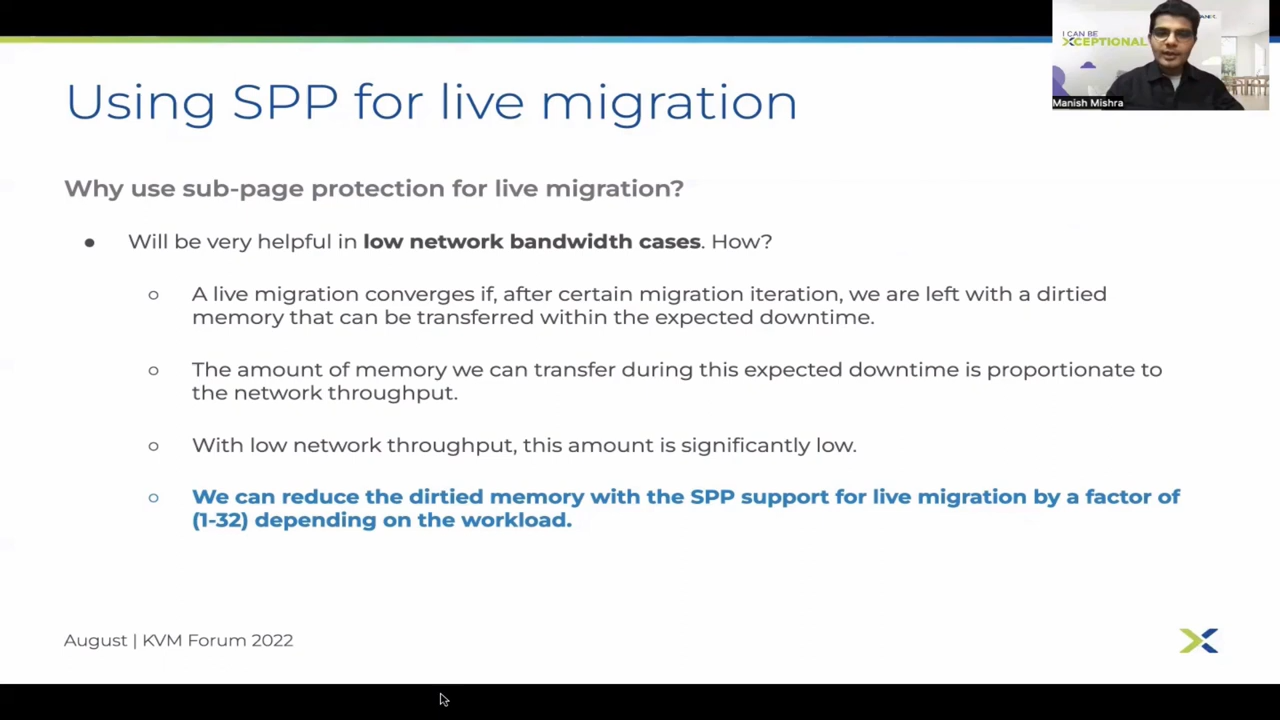 I CAN BE
XCEPTIONAL
Manish Mishra
Using SPP for live migration
Why use sub-page protection for live migration?
● Will be very helpful in low network bandwidth cases. How?
○ A live migration converges if, after certain migration iteration, we are left with a dirtied
memory that can be transferred within the expected downtime.
○ The amount of memory we can transfer during this expected downtime is proportionate to
the network throughput.
○ With low network throughput, this amount is significantly low.
○ We can reduce the dirtied memory with the SPP support for live migration by a factor of
(1-32) depending on the workload.
August | KVM Forum 2022